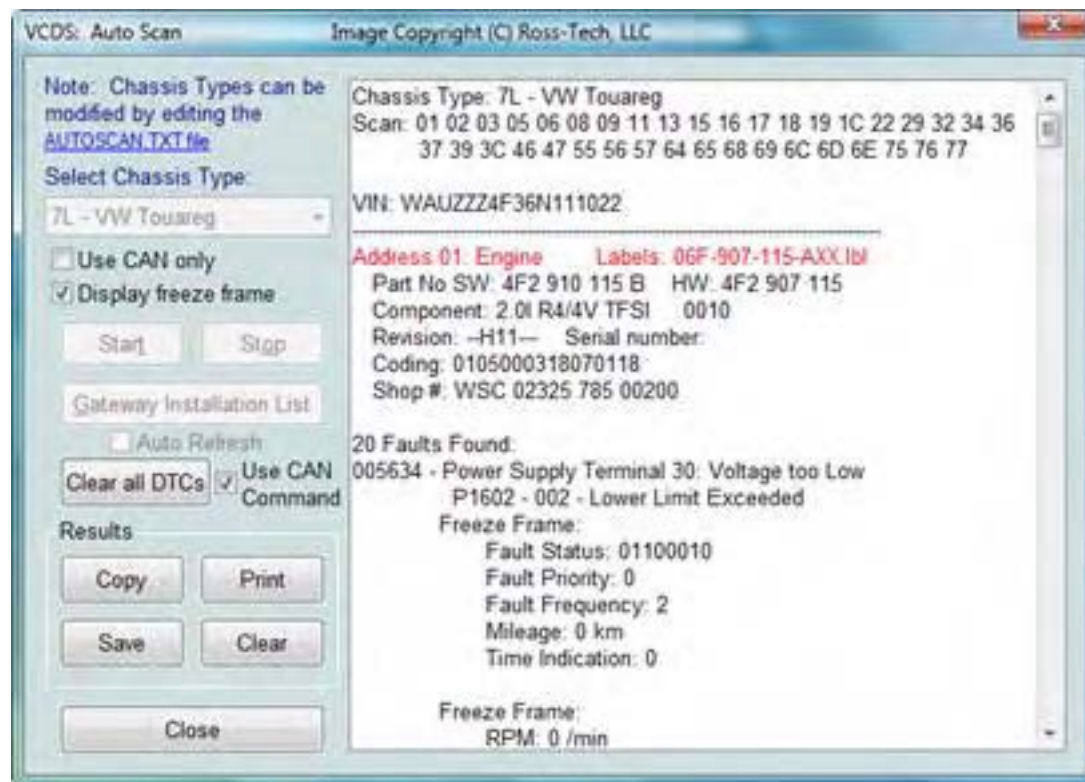 VCDS: Auto Scan
Image Copyright (C) Ross-Tech, LLC
Note: Chassis Types can be
modified by editing the
AUTOSCAN.TXT file
Select Chassis Type:
7L - VW Touareg
Use CAN only
Display freeze frame
Start
Stop
Gateway Installation List
Auto Refresh
Clear all DTCs
Use CAN
Command
Results
Copy
Print
Save
Clear
Close
Chassis Type: 7L - VW Touareg
Scan: 01 02 03 05 06 08 09 11 13 15 16 17 18 19 1C 22 29 32 34 36
37 39 3C 46 47 55 56 57 64 65 68 69 6C 6D 6E 75 76 77
VIN: WAUZZZ4F36N111022
Address 01: Engine Labels: 06F-907-115-AXX.lbl
Part No SW: 4F2 910 115 B HW: 4F2 907 115
Component: 2.0l R4/4V TFSI 0010
Revision: --H11--- Serial number:
Coding: 0105000318070118
Shop #: WSC 02325 785 00200
20 Faults Found:
005634 - Power Supply Terminal 30: Voltage too Low
P1602 - 002 - Lower Limit Exceeded
Freeze Frame:
Fault Status: 01100010
Fault Priority: 0
Fault Frequency: 2
Mileage: 0 km
Time Indication: 0
Freeze Frame:
RPM: 0 /min